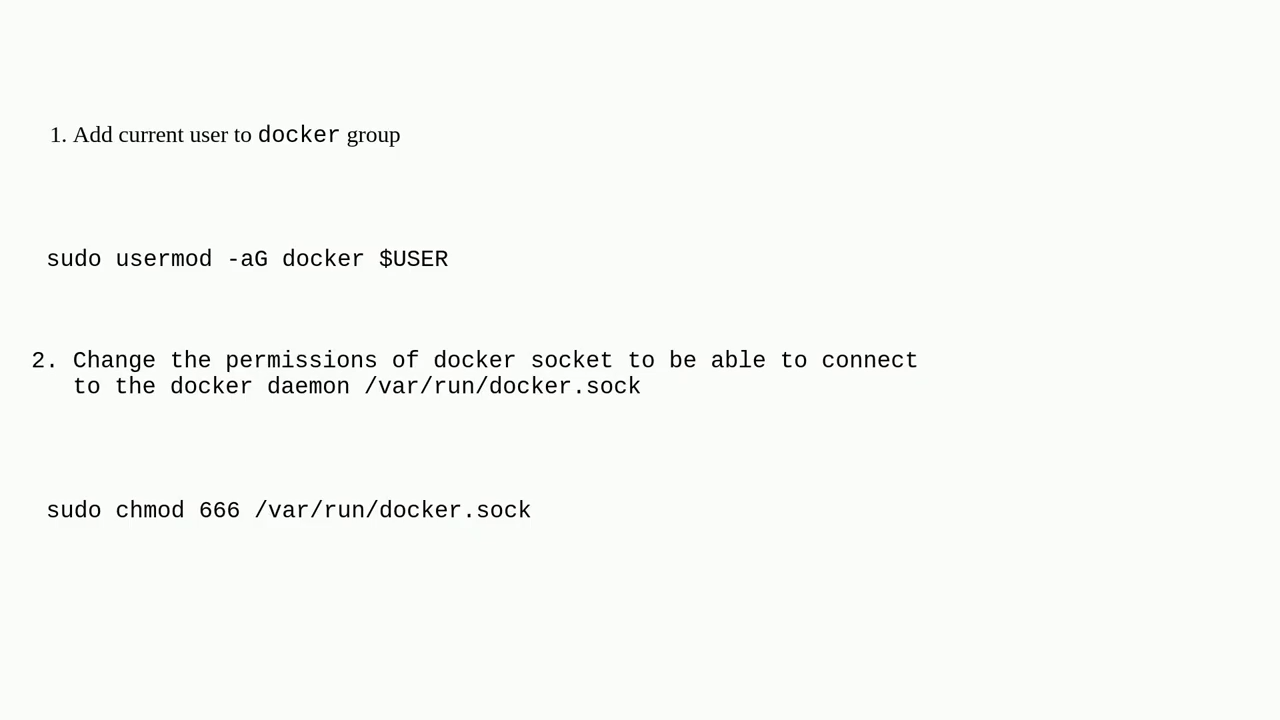 1. Add current user to docker group
sudo usermod -aG docker $USER
2. Change the permissions of docker socket to be able to connect
to the docker daemon /var/run/docker.sock
sudo chmod 666 /var/run/docker.sock